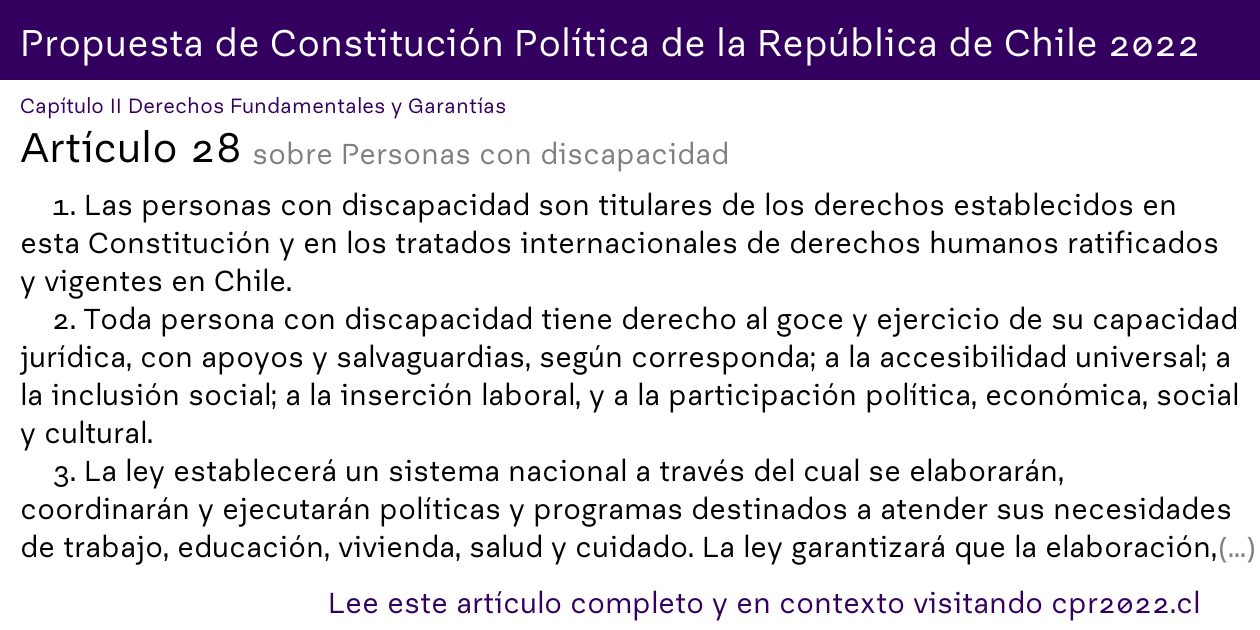 Propuesta de Constitución Política de la República de Chile 2022
Capítulo II Derechos Fundamentales y Garantías
Artículo 28 sobre Personas con discapacidad
1. Las personas con discapacidad son titulares de los derechos establecidos en
esta Constitución y en los tratados internacionales de derechos humanos ratificados
y vigentes en Chile.
2. Toda persona con discapacidad tiene derecho al goce y ejercicio de su capacidad
jurídica, con apoyos y salvaguardias, según corresponda; a la accesibilidad universal; a
la inclusión social; a la inserción laboral, y a la participación política, económica, social
y cultural.
3. La ley establecerá un sistema nacional a través del cual se elaborarán,
coordinarán y ejecutarán políticas y programas destinados a atender sus necesidades
de trabajo, educación, vivienda, salud y cuidado. La ley garantizará que la elaboración,(...)
Lee este artículo completo y en contexto visitando cpr2022.cl